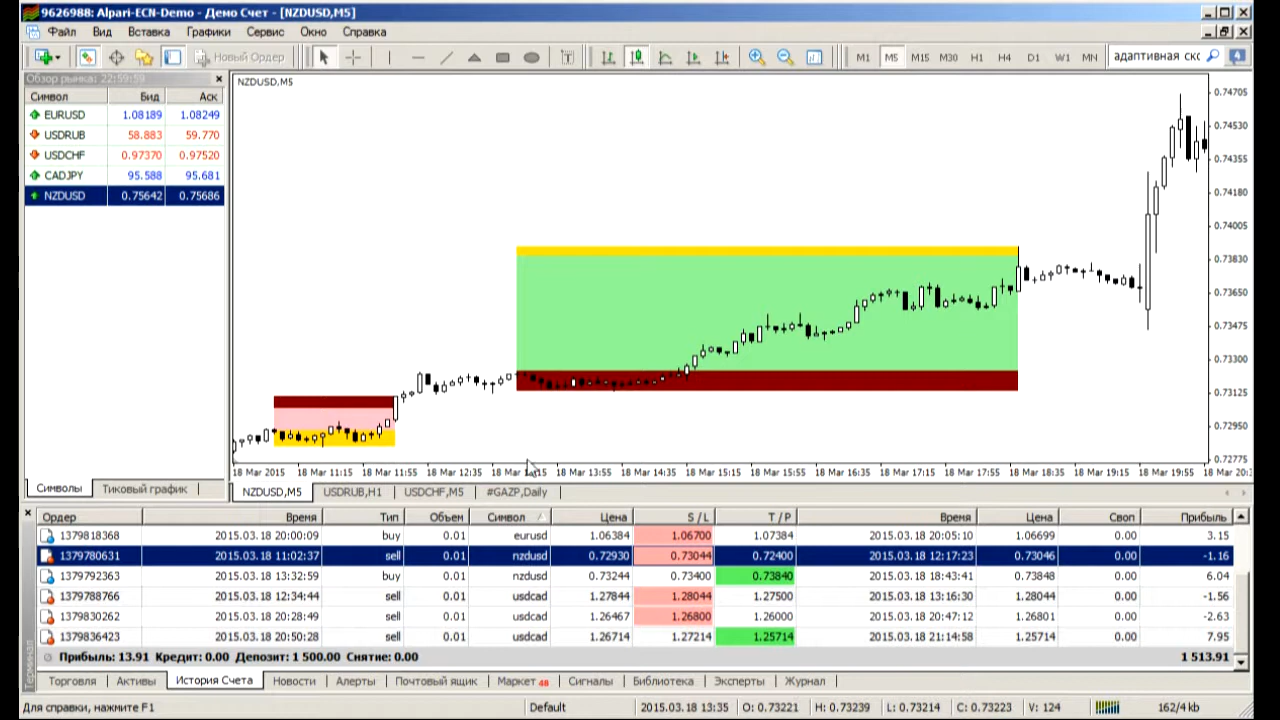 9626988: Alpari-ECN-Demo - Демо Счет - [NZDUSD,M5]
Файл Вид Вставка Графики Сервис Окно Справка
Новый Ордер T M1 M5 M15 M30 H1 H4 D1 W1 MN адаптивная скс
Обзор рынка: 22:59:59
Символ Бид Аск
EURUSD 1.08189 1.08249
USDRUB 58.883 59.770
USDCHF 0.97370 0.97520
CADJPY 95.588 95.681
NZDUSD 0.75642 0.75686
Символы Тиковый график
NZDUSD,M5
0.74705
0.74530
0.74355
0.74180
0.74005
0.73830
0.73650
0.73475
0.73300
0.73125
0.72950
0.72775
18 Mar 2015 18 Mar 11:15 18 Mar 11:55 18 Mar 12:35 18 Mar 13:55 18 Mar 14:35 18 Mar 15:15 18 Mar 15:55 18 Mar 16:35 18 Mar 17:15 18 Mar 17:55 18 Mar 18:35 18 Mar 19:15 18 Mar 19:55 18 Mar 20:
NZDUSD,M5 USDRUB,H1 USDCHF,M5 #GAZP,Daily
Ордер Время Тип Объем Символ Цена S / L T / P Время Цена Своп Прибыль
1379818368 2015.03.18 20:00:09 buy 0.01 eurusd 1.06384 1.06700 1.07384 2015.03.18 20:05:10 1.06699 0.00 3.15
1379780631 2015.03.18 11:02:37 sell 0.01 nzdusd 0.72930 0.73044 0.72400 2015.03.18 12:17:23 0.73046 0.00 -1.16
1379792363 2015.03.18 13:32:59 buy 0.01 nzdusd 0.73244 0.73400 0.73840 2015.03.18 18:43:41 0.73848 0.00 6.04
1379788766 2015.03.18 12:34:44 sell 0.01 usdcad 1.27844 1.28044 1.27500 2015.03.18 13:16:30 1.28044 0.00 -1.56
1379830262 2015.03.18 20:28:49 sell 0.01 usdcad 1.26467 1.26800 1.26000 2015.03.18 20:47:12 1.26801 0.00 -2.63
1379836423 2015.03.18 20:50:28 sell 0.01 usdcad 1.26714 1.27214 1.25714 2015.03.18 21:14:58 1.25714 0.00 7.95
Прибыль: 13.91 Кредит: 0.00 Депозит: 1 500.00 Снятие: 0.00 1 513.91
Терминал
Торговля Активы История Счета Новости Алерты Почтовый ящик Маркет 48 Сигналы Библиотека Эксперты Журнал
Для справки, нажмите F1 Default 2015.03.18 13:35 O: 0.73221 H: 0.73239 L: 0.73214 C: 0.73223 V: 124 162/4 kb